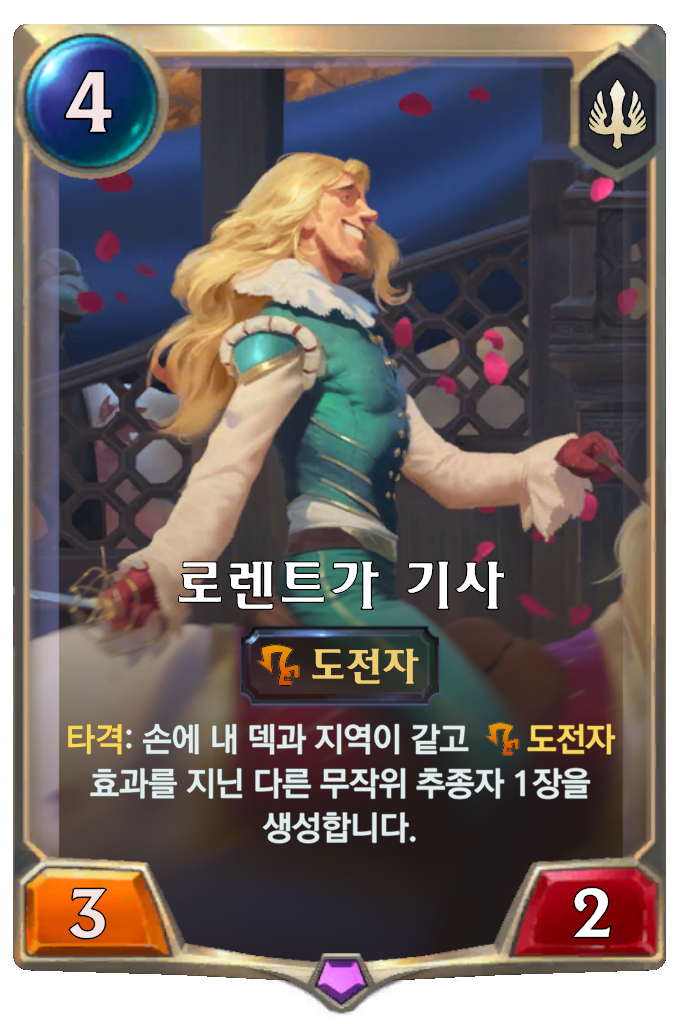 4
로렌트가 기사
도전자
타격: 손에 내 덱과 지역이 같고 도전자
효과를 지닌 다른 무작위 추종자 1장을
생성합니다.
3
2